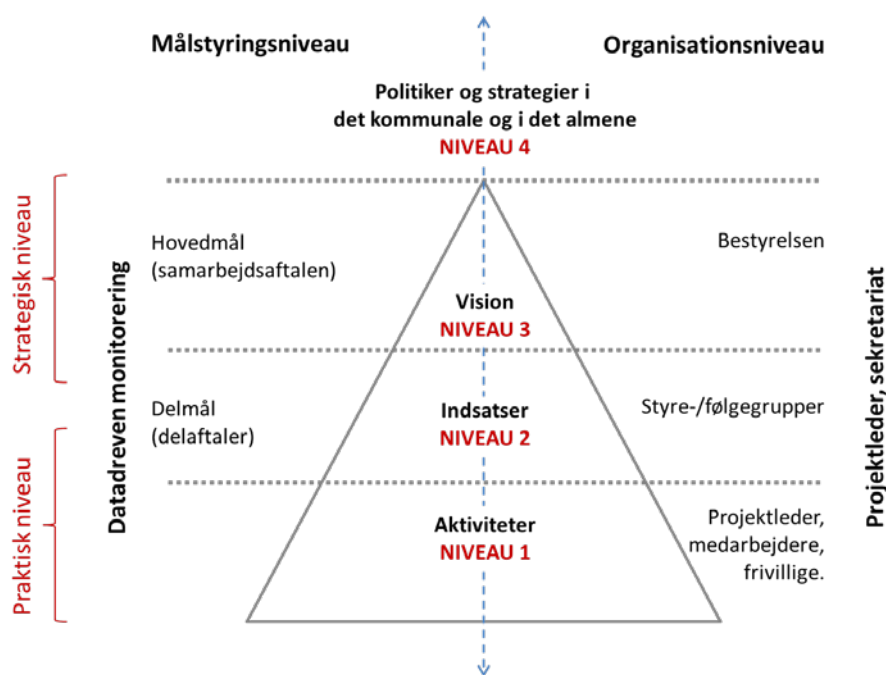 Målstyringsniveau
Organisationsniveau
Politiker og strategier i
det kommunale og i det almene
NIVEAU 4
Strategisk niveau
Praktisk niveau
Datadreven monitorering
Hovedmål
(samarbejdsaftalen)
Vision
NIVEAU 3
Bestyrelsen
Delmål
(delaftaler)
Indsatser
NIVEAU 2
Styre-/følgegrupper
Aktiviteter
NIVEAU 1
Projektleder,
medarbejdere,
frivillige.
Projektleder, sekretariat